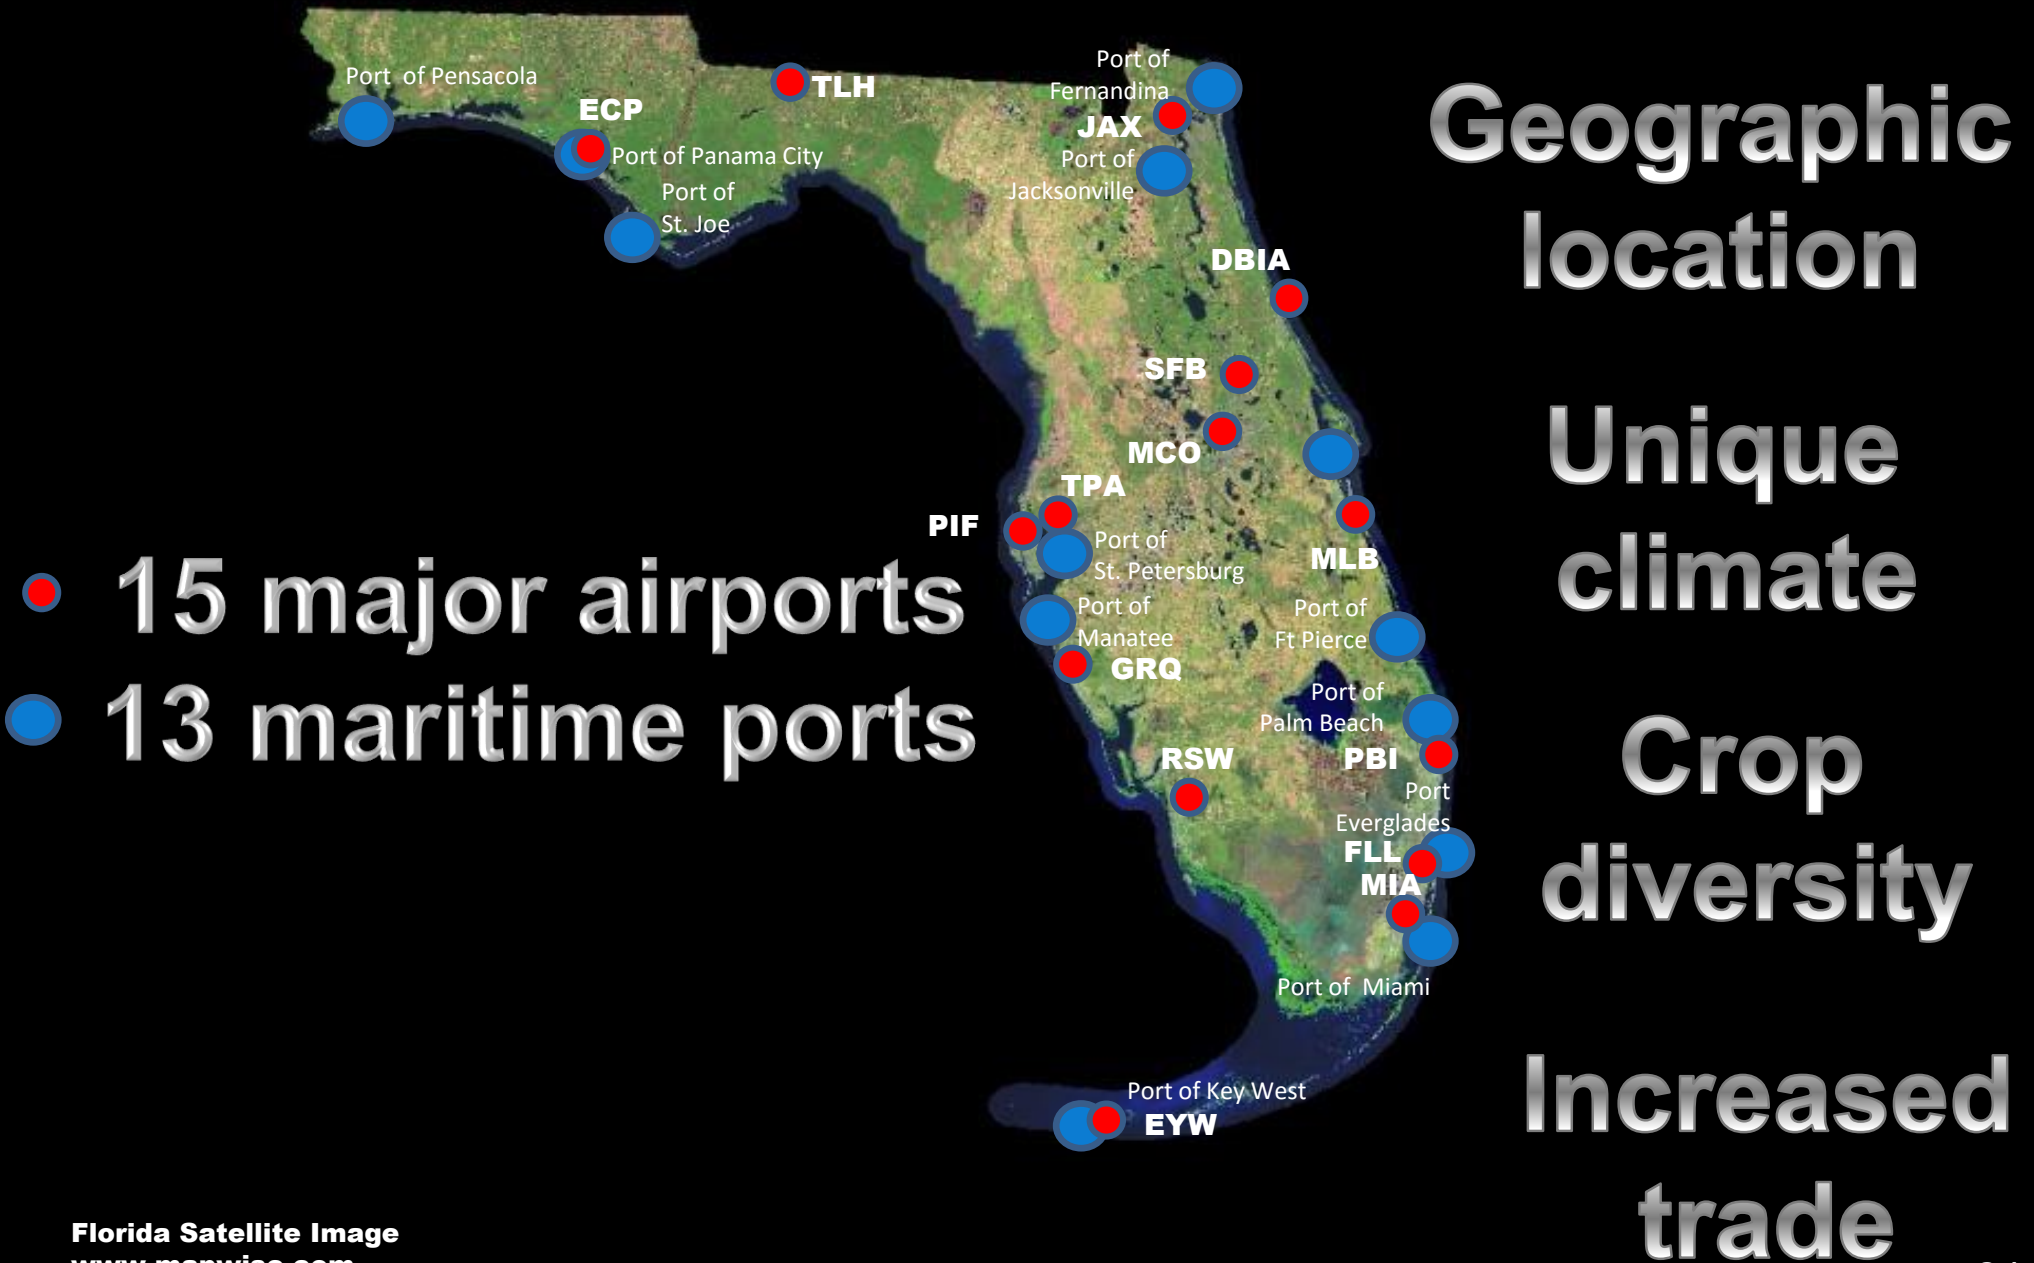 Port of Pensacola
ECP
Port of Panama City
Port of
St. Joe
TLH
Port of
Fernandina
JAX
Port of
Jacksonville
DBIA
SFB
MCO
TPA
PIF
Port of
St. Petersburg
MLB
Port of
Manatee
GRQ
Port of
Ft Pierce
Port of
Palm Beach
PBI
RSW
Port
Everglades
FLL
MIA
Port of Miami
Port of Key West
EYW
15 major airports
13 maritime ports
Geographic
location
Unique
climate
Crop
diversity
Increased
trade
Florida Satellite Image